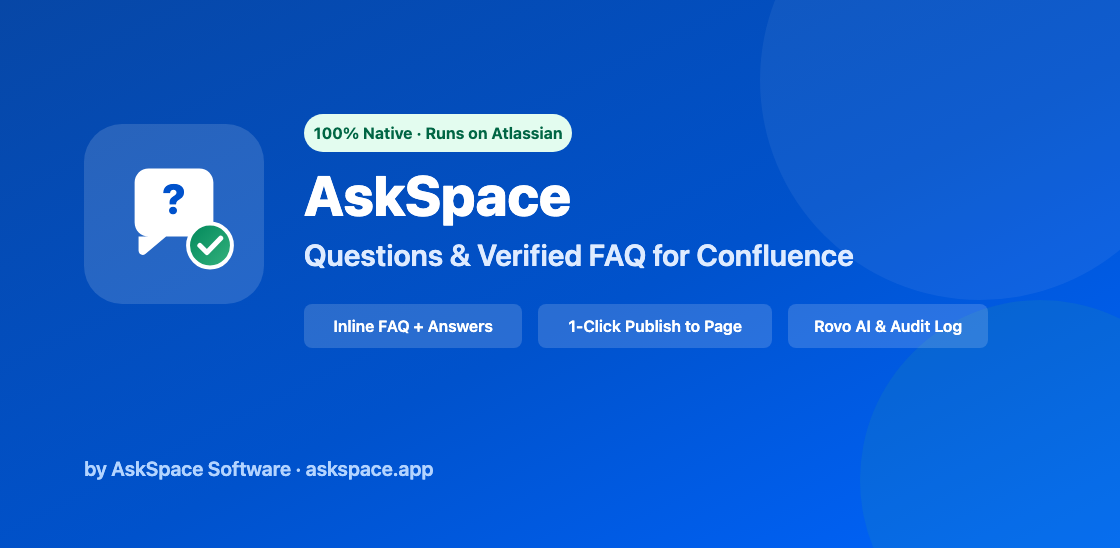 ?
100% Native · Runs on Atlassian
AskSpace
Questions & Verified FAQ for Confluence
Inline FAQ + Answers
1-Click Publish to Page
Rovo AI & Audit Log
by AskSpace Software · askspace.app